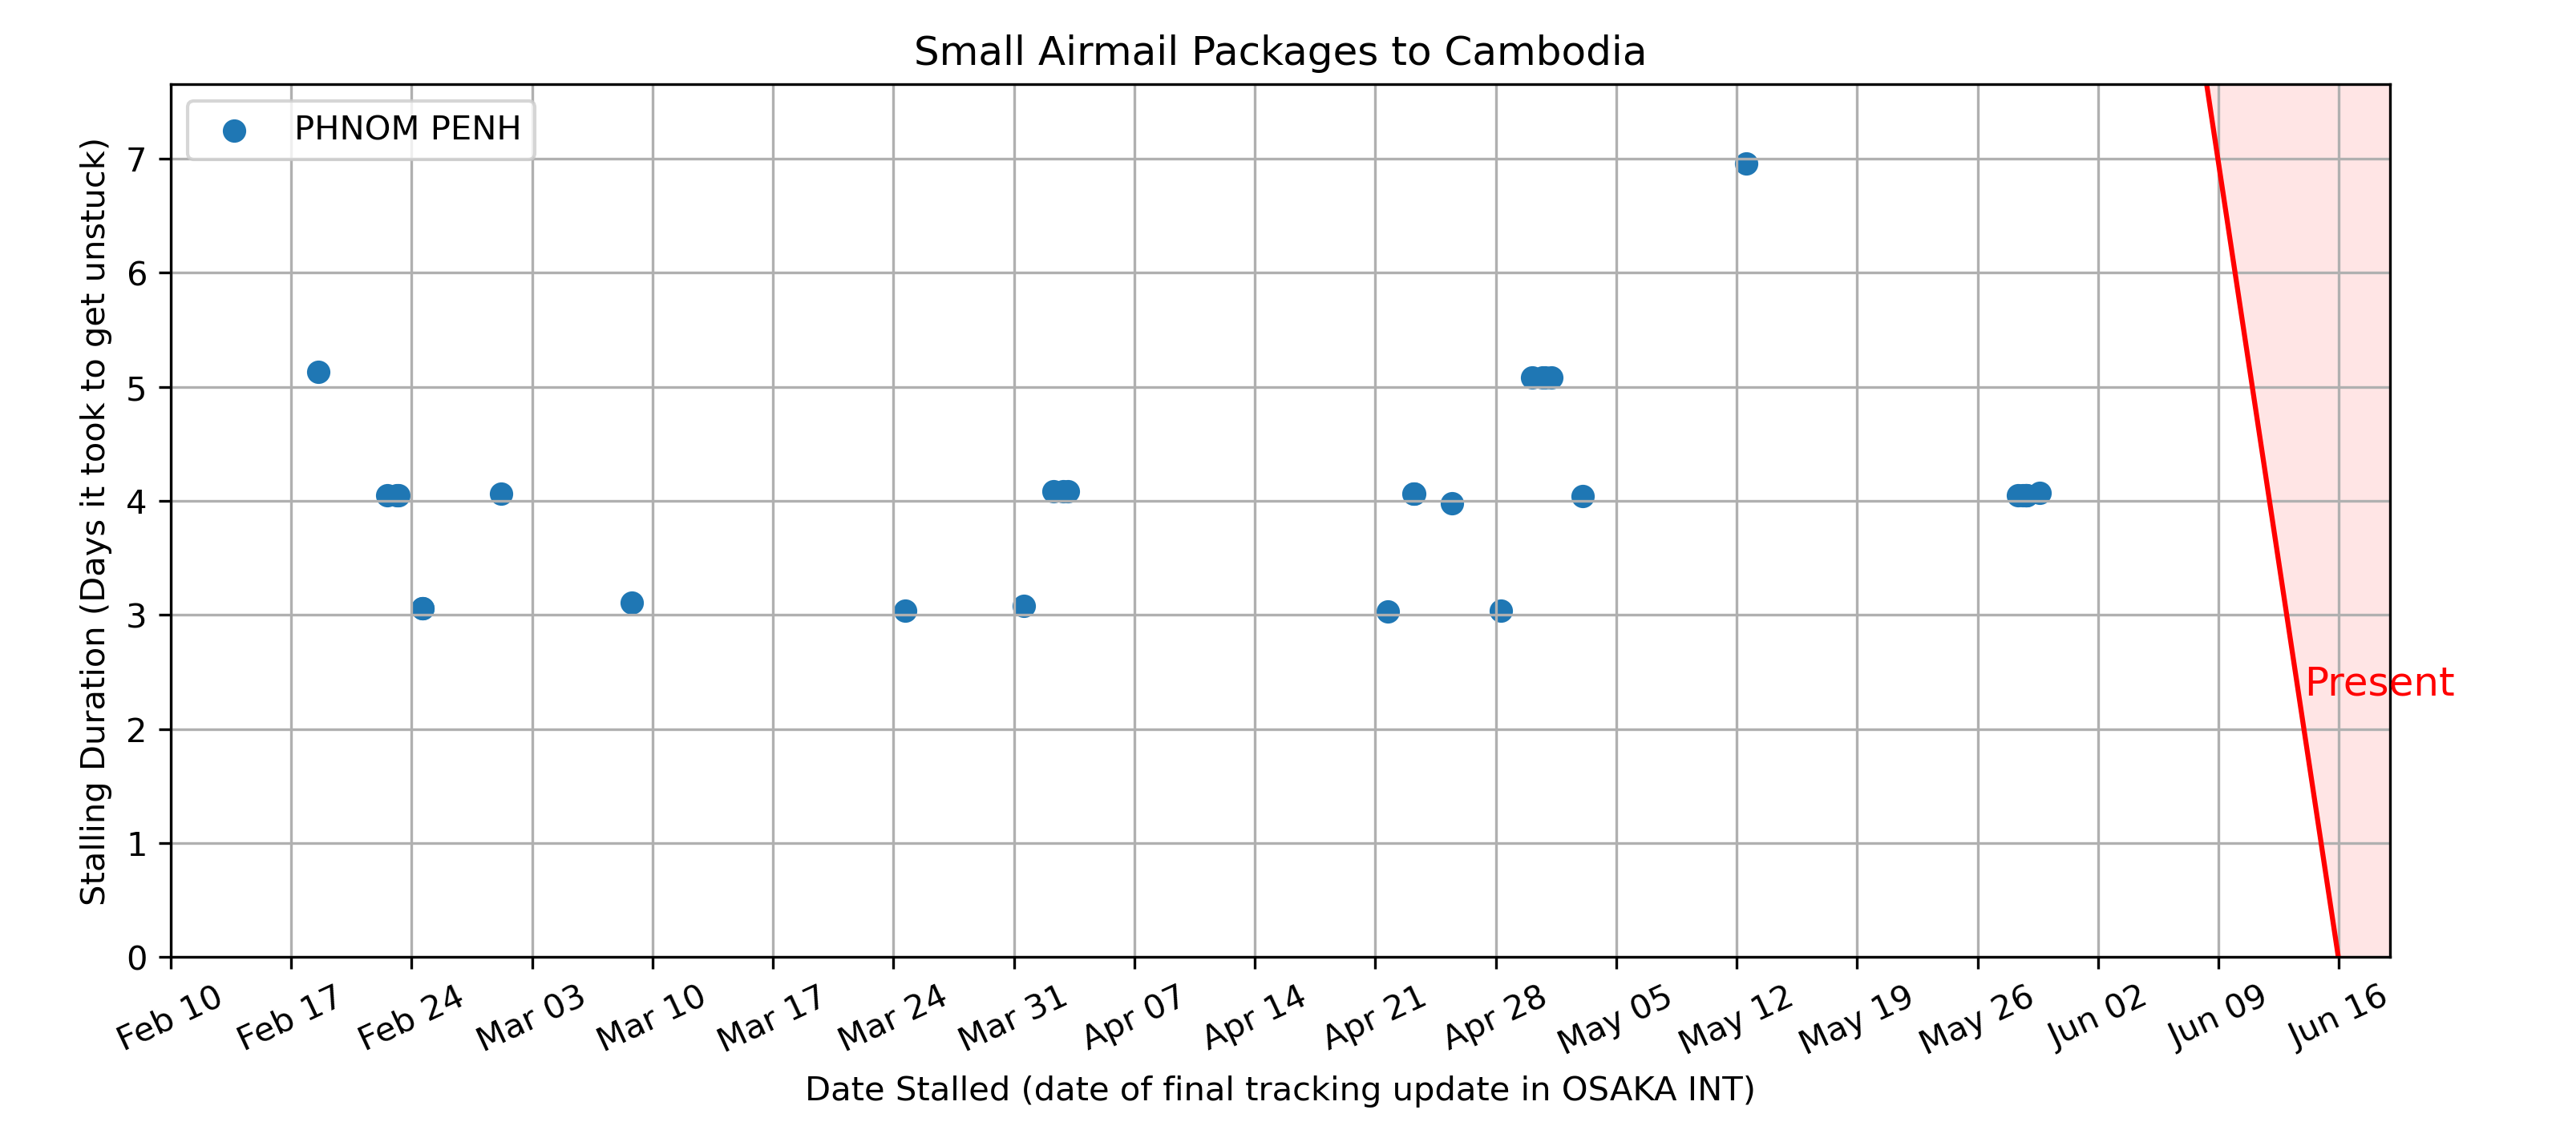 Small Airmail Packages to Cambodia
PHNOM PENH
Stalling Duration (Days it took to get unstuck)
7
6
5
4
3
2
1
0
Present
Feb 10
Feb 17
Feb 24
Mar 03
Mar 10
Mar 17
Mar 24
Mar 31
Apr 07
Apr 14
Apr 21
Apr 28
May 05
May 12
May 19
May 26
Jun 02
Jun 09
Jun 16
Date Stalled (date of final tracking update in OSAKA INT)